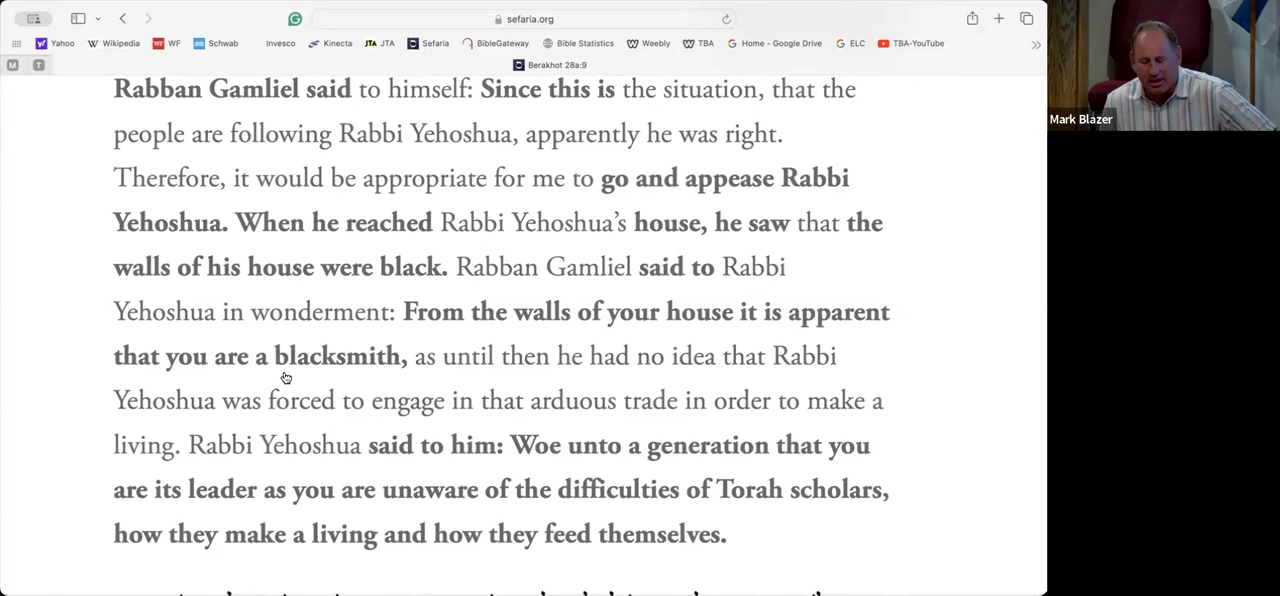 sefaria.org
Yahoo
W Wikipedia
WF WF
Schwab
Invesco
Kinecta
JTA JTA
Sefaria
BibleGateway
Bible Statistics
Weebly
TBA
Home - Google Drive
ELC
TBA-YouTube
M
T
Berakhot 28a:9
Rabban Gamliel said to himself: Since this is the situation, that the
people are following Rabbi Yehoshua, apparently he was right.
Therefore, it would be appropriate for me to go and appease Rabbi
Yehoshua. When he reached Rabbi Yehoshua’s house, he saw that the
walls of his house were black. Rabban Gamliel said to Rabbi
Yehoshua in wonderment: From the walls of your house it is apparent
that you are a blacksmith, as until then he had no idea that Rabbi
Yehoshua was forced to engage in that arduous trade in order to make a
living. Rabbi Yehoshua said to him: Woe unto a generation that you
are its leader as you are unaware of the difficulties of Torah scholars,
how they make a living and how they feed themselves.
Mark Blazer